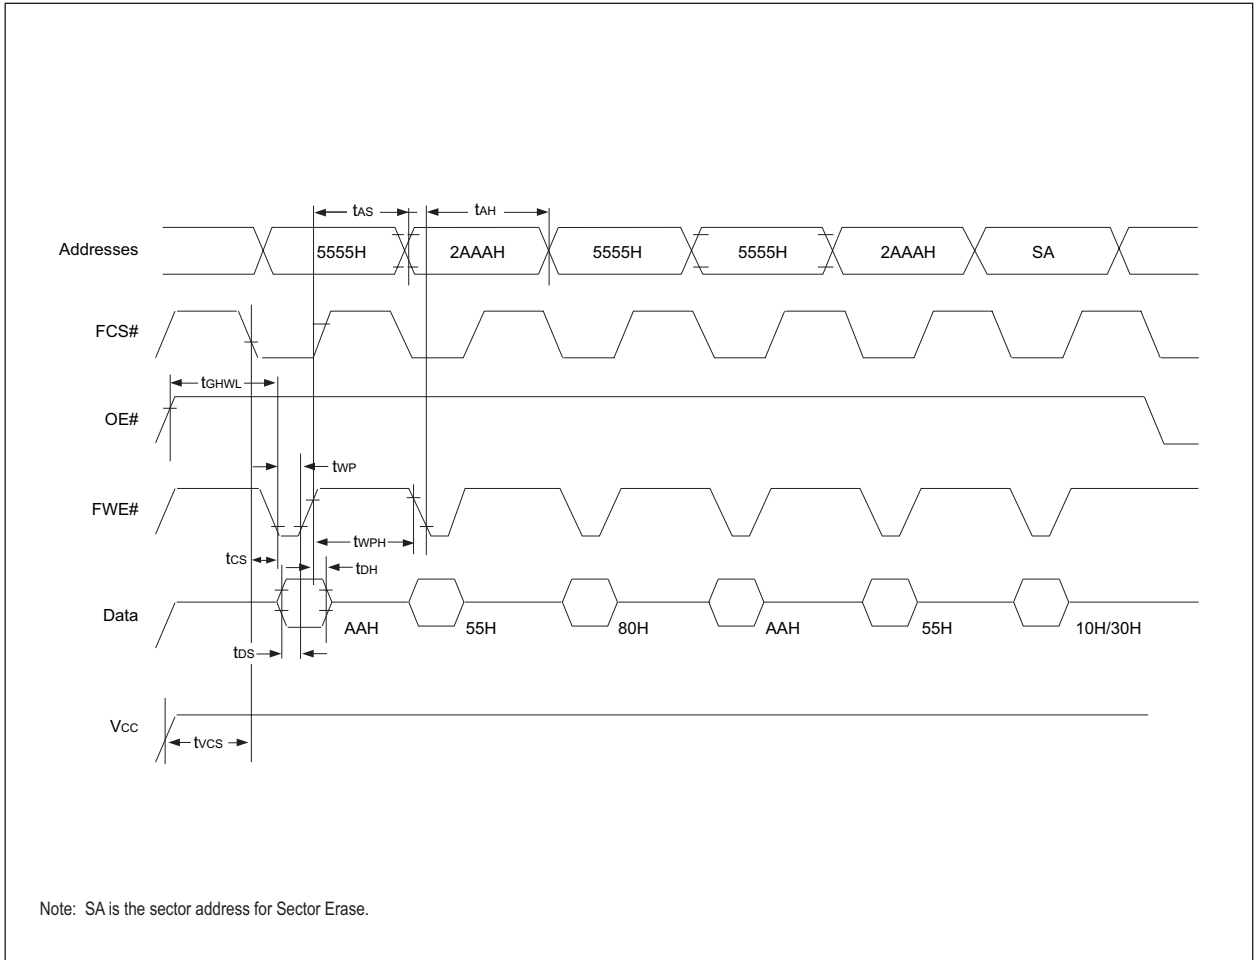 tAS tAH
Addresses 5555H 2AAAH 5555H 5555H 2AAAH SA
FCS#
tGHWL
OE#
tWP
FWE#
tWPH
tCS
tDH
Data AAH 55H 80H AAH 55H 10H/30H
tDS
VCC
tVCS
Note: SA is the sector address for Sector Erase.